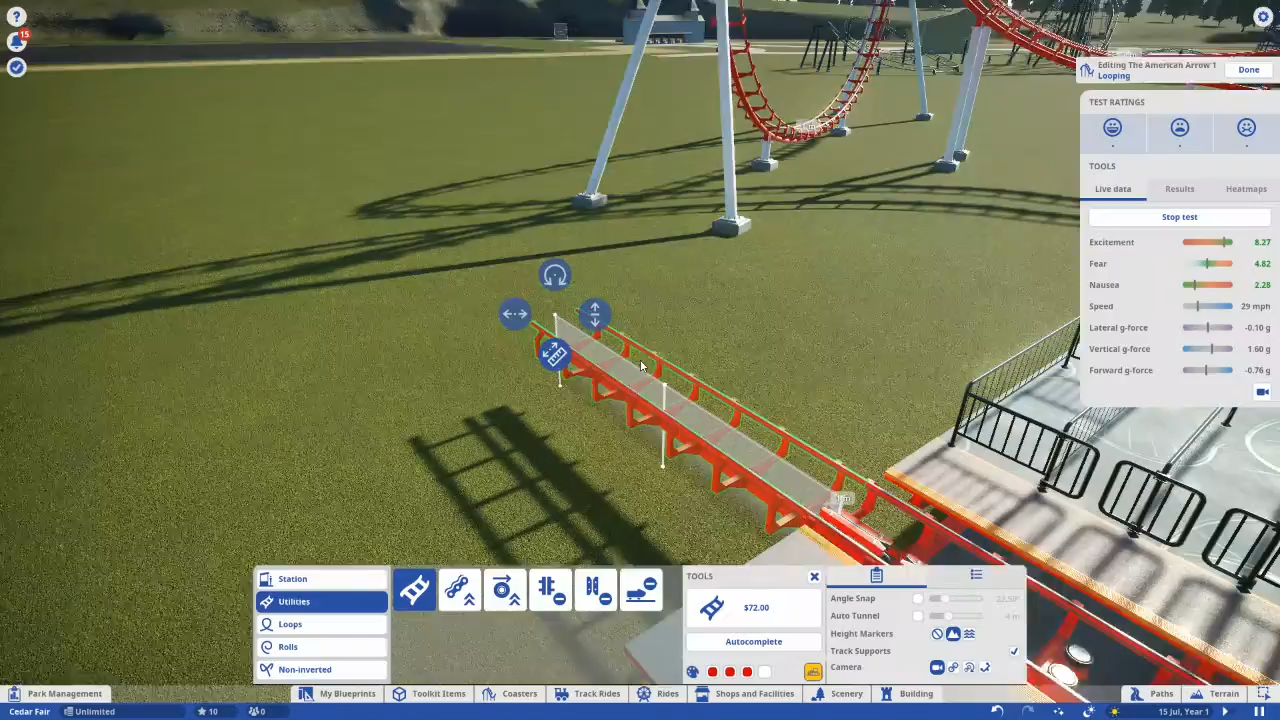 ?
15
Editing The American Arrow 1
Looping
Done
TEST RATINGS
TOOLS
Live data
Results
Heatmaps
Stop test
Excitement
8.27
Fear
4.82
Nausea
2.28
Speed
29 mph
Lateral g-force
-0.10 g
Vertical g-force
1.60 g
Forward g-force
-0.76 g
Station
Utilities
Loops
Rolls
Non-inverted
TOOLS
$72.00
Autocomplete
Angle Snap
Auto Tunnel
4 m
Height Markers
Track Supports
Camera
Park Management
My Blueprints
Toolkit Items
Coasters
Track Rides
Rides
Shops and Facilities
Scenery
Building
Paths
Terrain
Cedar Fair
Unlimited
10
0
15 Jul, Year 1